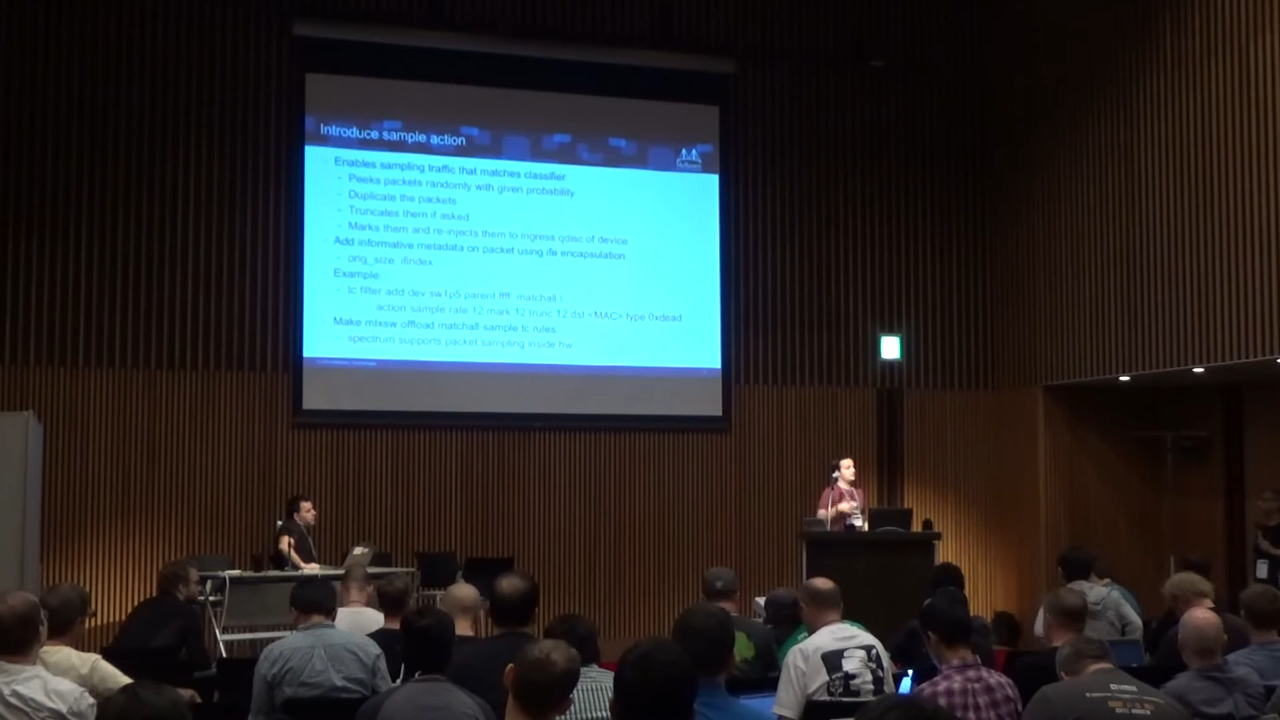 Introduce sample action
Enables sampling traffic that matches classifier
- Peeks packets randomly with given probability
- Duplicate the packets
- Truncates them if asked
- Marks them and re-injects them to ingress qdisc of device
Add informative metadata on packet using ife encapsulation
- orig_size, ifindex
Example:
- tc filter add dev sw1p5 parent ffff: matchall \
action sample rate 12 mark 12 trunc 12 dst <MAC> type 0xdead
Make mlxsw offload matchall sample tc rules
- spectrum supports packet sampling inside hw